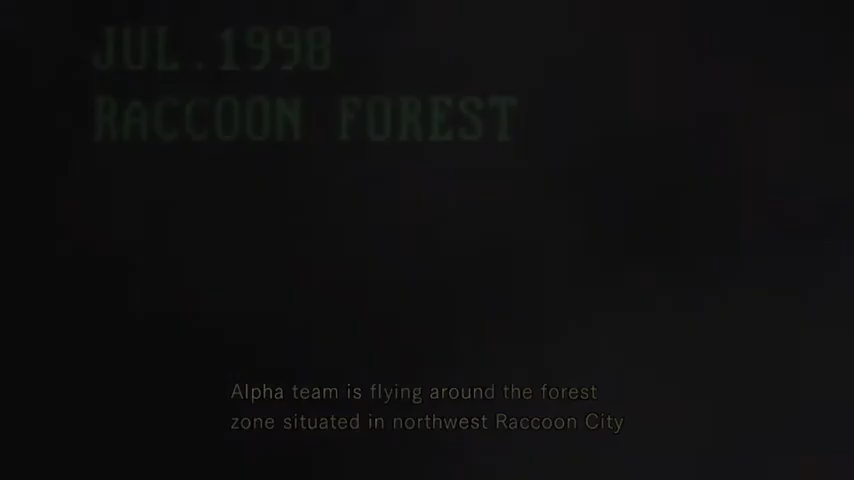 JUL.1998
RACCOON FOREST
Alpha team is flying around the forest
zone situated in northwest Raccoon City